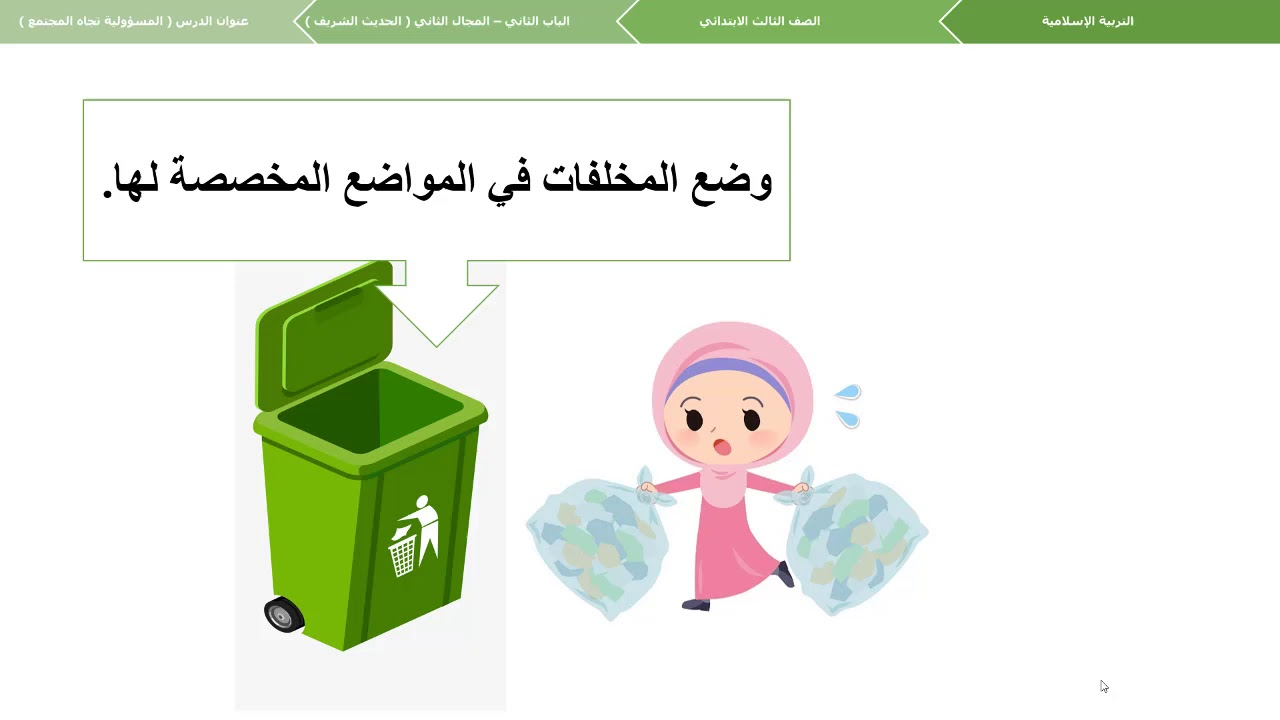 التربية الإسلامية
الصف الثالث الابتدائي
الباب الثاني – المجال الثاني ( الحديث الشريف )
عنوان الدرس ( المسؤولية تجاه المجتمع )
وضع المخلفات في المواضع المخصصة لها.